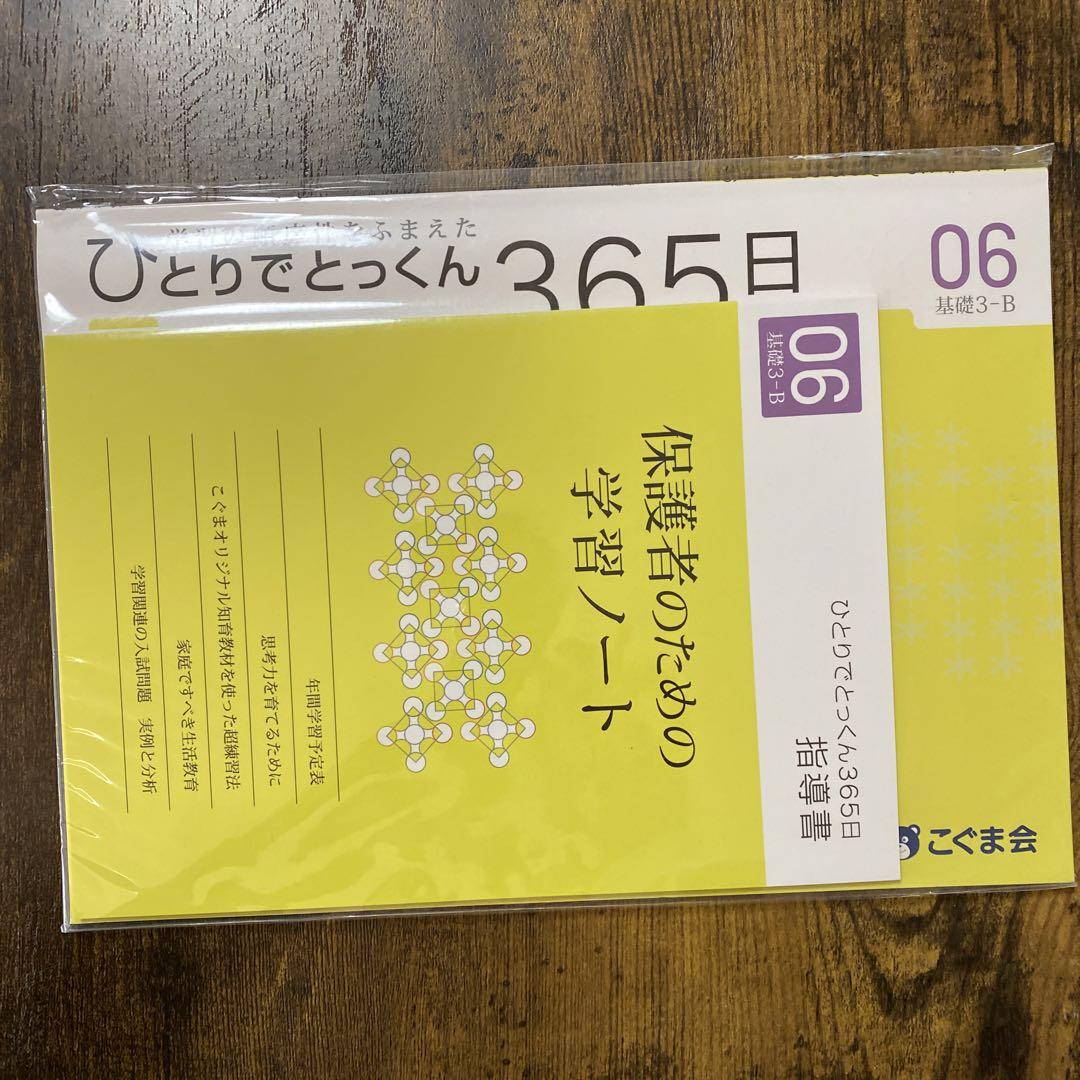 ふまえた
ひとりでとっくん365日
06
基礎3-B
06
基礎3-B
ひとりでとっくん365日
指導書
保護者のための
学習ノート
年間学習予定表
思考力を育てるために
こぐまオリジナル知育教材を使った超練習法
家庭ですべき生活教育
学習関連の入試問題 実例と分析
こぐま会